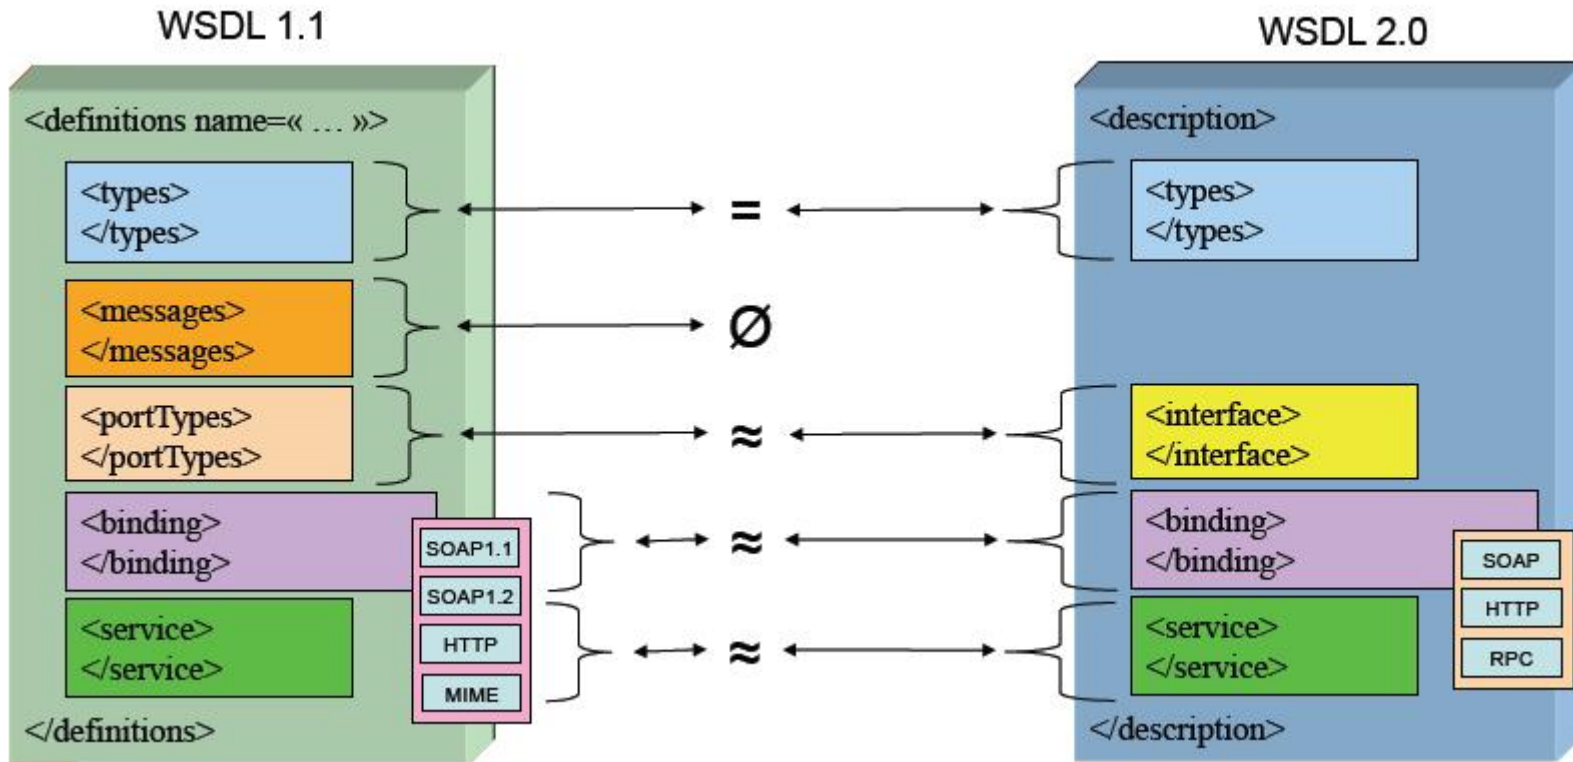 WSDL 1.1
<definitions name=« … »>
<types>
</types>
<messages>
</messages>
<portTypes>
</portTypes>
<binding>
</binding>
SOAP1.1
SOAP1.2
HTTP
MIME
<service>
</service>
</definitions>
=
Ø
≈
≈
≈
WSDL 2.0
<description>
<types>
</types>
<interface>
</interface>
<binding>
</binding>
SOAP
HTTP
RPC
<service>
</service>
</description>